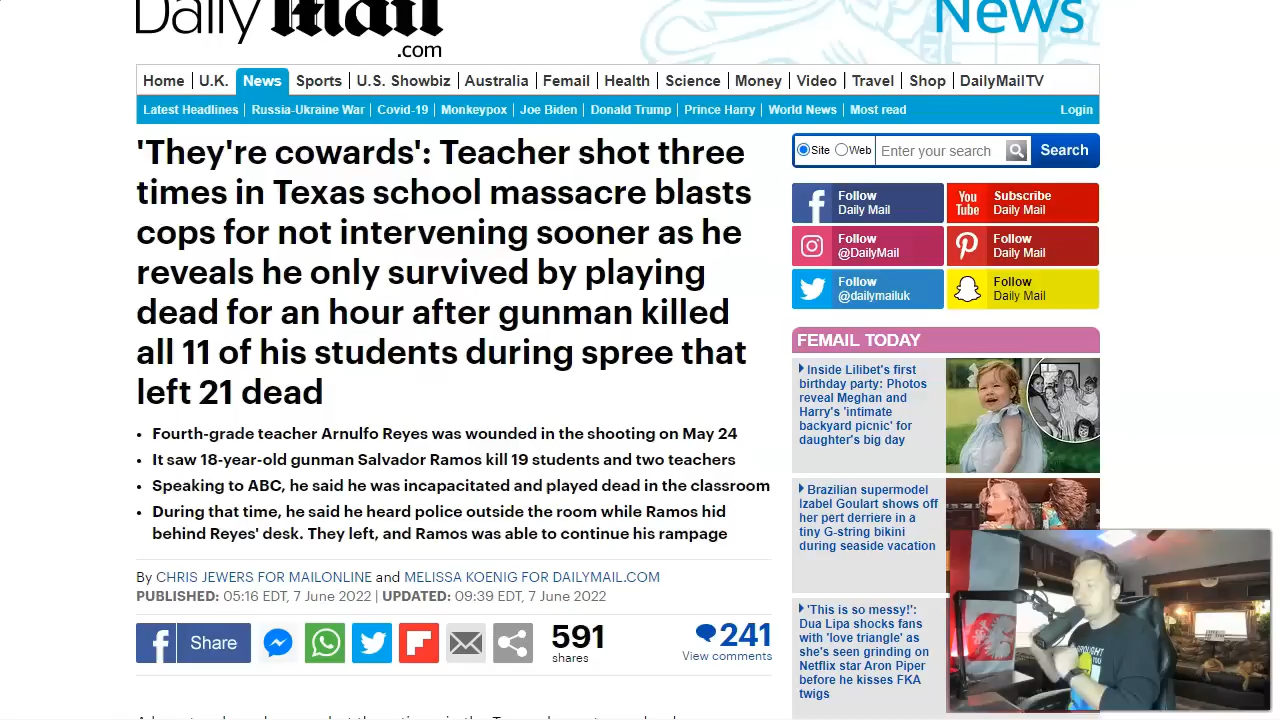 Daily Mail
.com
News
Home U.K. News Sports U.S. Showbiz Australia Femail Health Science Money Video Travel Shop DailyMailTV
Latest Headlines Russia-Ukraine War Covid-19 Monkeypox Joe Biden Donald Trump Prince Harry World News Most read Login
'They're cowards': Teacher shot three
times in Texas school massacre blasts
cops for not intervening sooner as he
reveals he only survived by playing
dead for an hour after gunman killed
all 11 of his students during spree that
left 21 dead
• Fourth-grade teacher Arnulfo Reyes was wounded in the shooting on May 24
• It saw 18-year-old gunman Salvador Ramos kill 19 students and two teachers
• Speaking to ABC, he said he was incapacitated and played dead in the classroom
• During that time, he said he heard police outside the room while Ramos hid
behind Reyes' desk. They left, and Ramos was able to continue his rampage
By CHRIS JEWERS FOR MAILONLINE and MELISSA KOENIG FOR DAILYMAIL.COM
PUBLISHED: 05:16 EDT, 7 June 2022 | UPDATED: 09:39 EDT, 7 June 2022
Share
591
shares
241
View comments
Site Web Enter your search Search
Follow
Daily Mail
You
Tube
Subscribe
Daily Mail
Follow
@DailyMail
Follow
Daily Mail
Follow
@dailymailuk
Follow
Daily Mail
FEMAIL TODAY
Inside Lilibet's first
birthday party: Photos
reveal Meghan and
Harry's 'intimate
backyard picnic' for
daughter's big day
Brazilian supermodel
Izabel Goulart shows off
her pert derriere in a
tiny G-string bikini
during seaside vacation
'This is so messy!':
Dua Lipa shocks fans
with 'love triangle' as
she's seen grinding on
Netflix star Aron Piper
before he kisses FKA
twigs